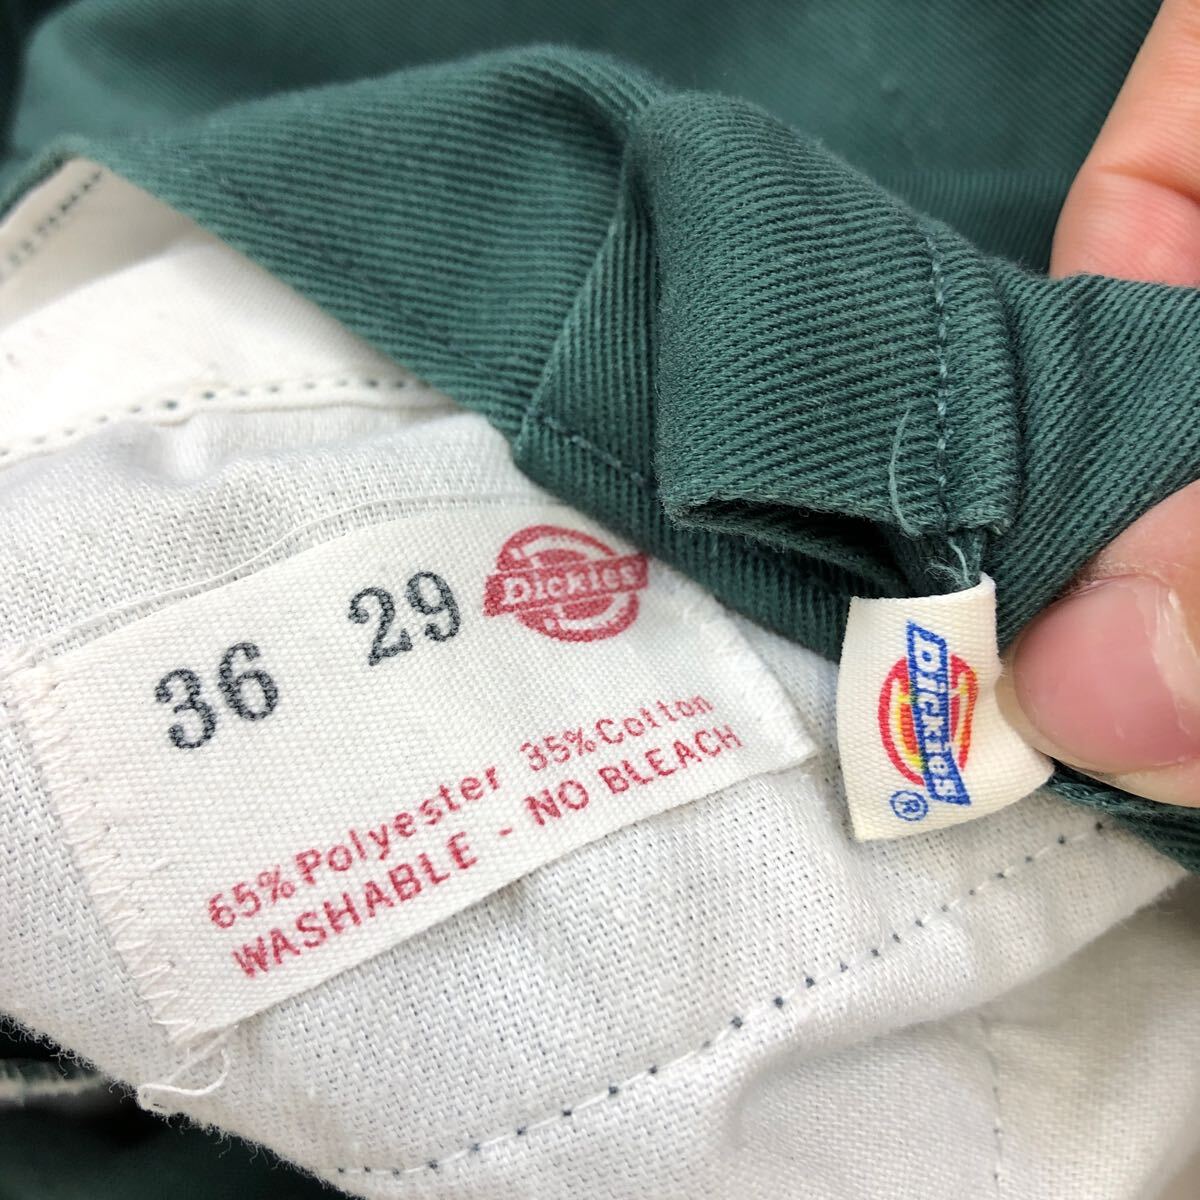 36 29 Dickies
65% Polyester 35% Cotton
WASHABLE - NO BLEACH
Dickies
®